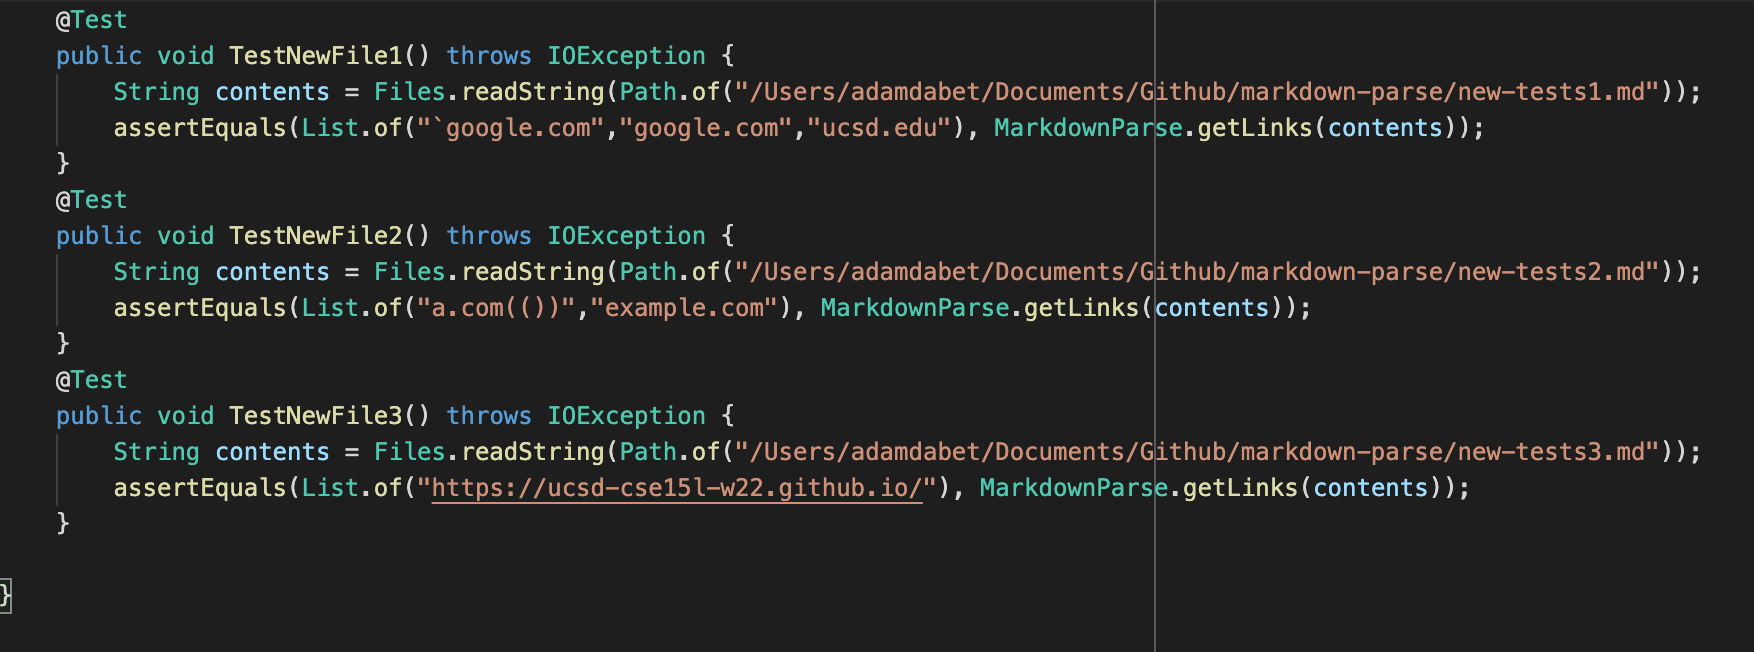 @Test
public void TestNewFile1() throws IOException {
String contents = Files.readString(Path.of("/Users/adamdabet/Documents/Github/markdown-parse/new-tests1.md"));
assertEquals(List.of("`google.com","google.com","ucsd.edu"), MarkdownParse.getLinks(contents));
}
@Test
public void TestNewFile2() throws IOException {
String contents = Files.readString(Path.of("/Users/adamdabet/Documents/Github/markdown-parse/new-tests2.md"));
assertEquals(List.of("a.com(())","example.com"), MarkdownParse.getLinks(contents));
}
@Test
public void TestNewFile3() throws IOException {
String contents = Files.readString(Path.of("/Users/adamdabet/Documents/Github/markdown-parse/new-tests3.md"));
assertEquals(List.of("https://ucsd-cse15l-w22.github.io/"), MarkdownParse.getLinks(contents));
}
}